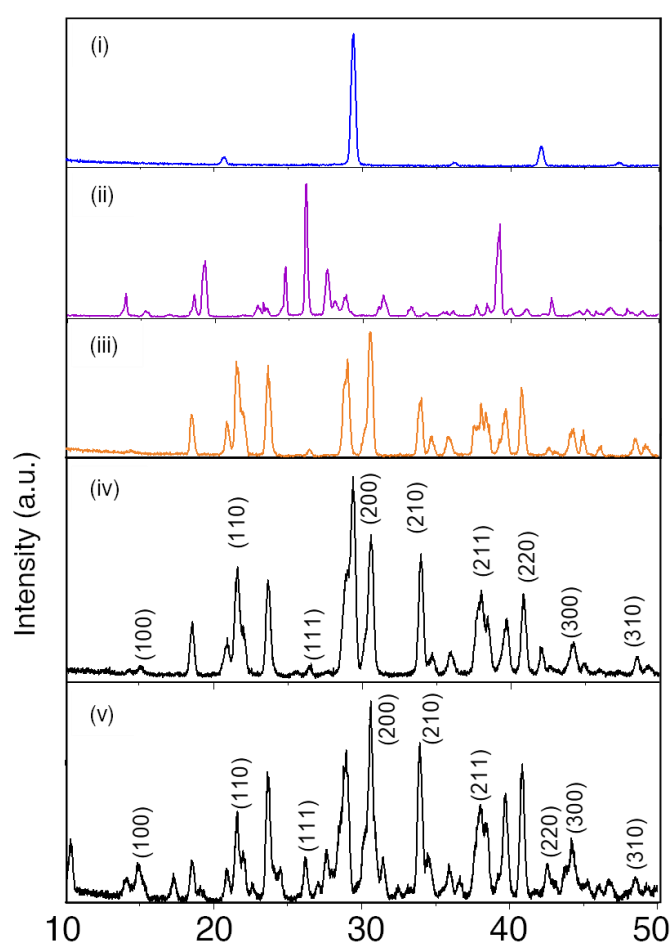 (i)
(ii)
(iii)
(iv)
(100)
(110)
(111)
(200)
(210)
(211)
(220)
(300)
(310)
(v)
(100)
(110)
(111)
(200)
(210)
(211)
(220)
(300)
(310)
Intensity (a.u.)
10 20 30 40 50